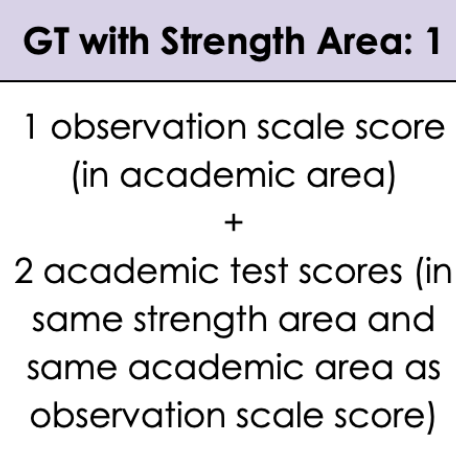 GT with Strength Area: 1
1 observation scale score
(in academic area)
+
2 academic test scores (in
same strength area and
same academic area as
observation scale score)